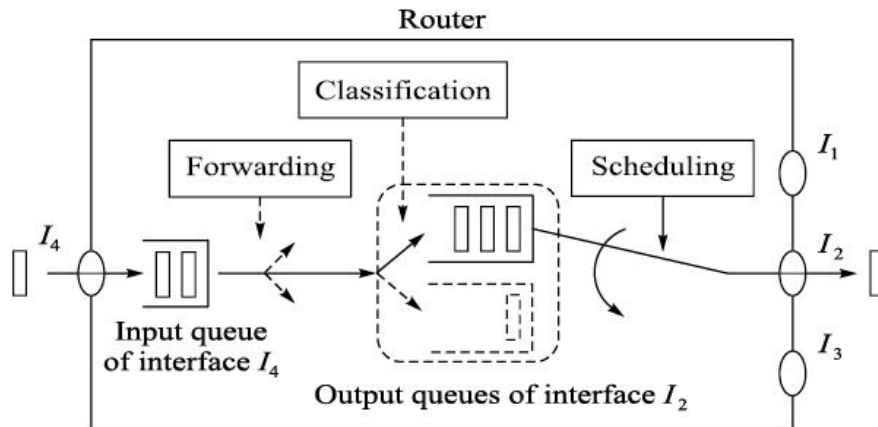 Router
Classification
Forwarding
Scheduling
I₁
I₄
I₂
Input queue
of interface I₄
I₃
Output queues of interface I₂